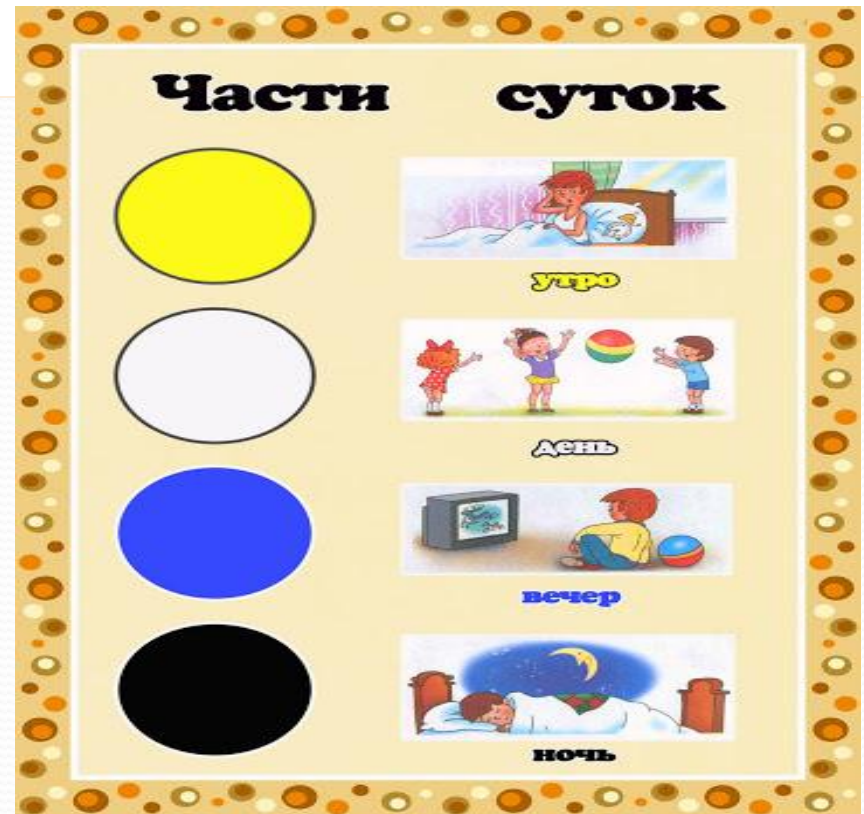 Части суток
утро
день
вечер
ночь